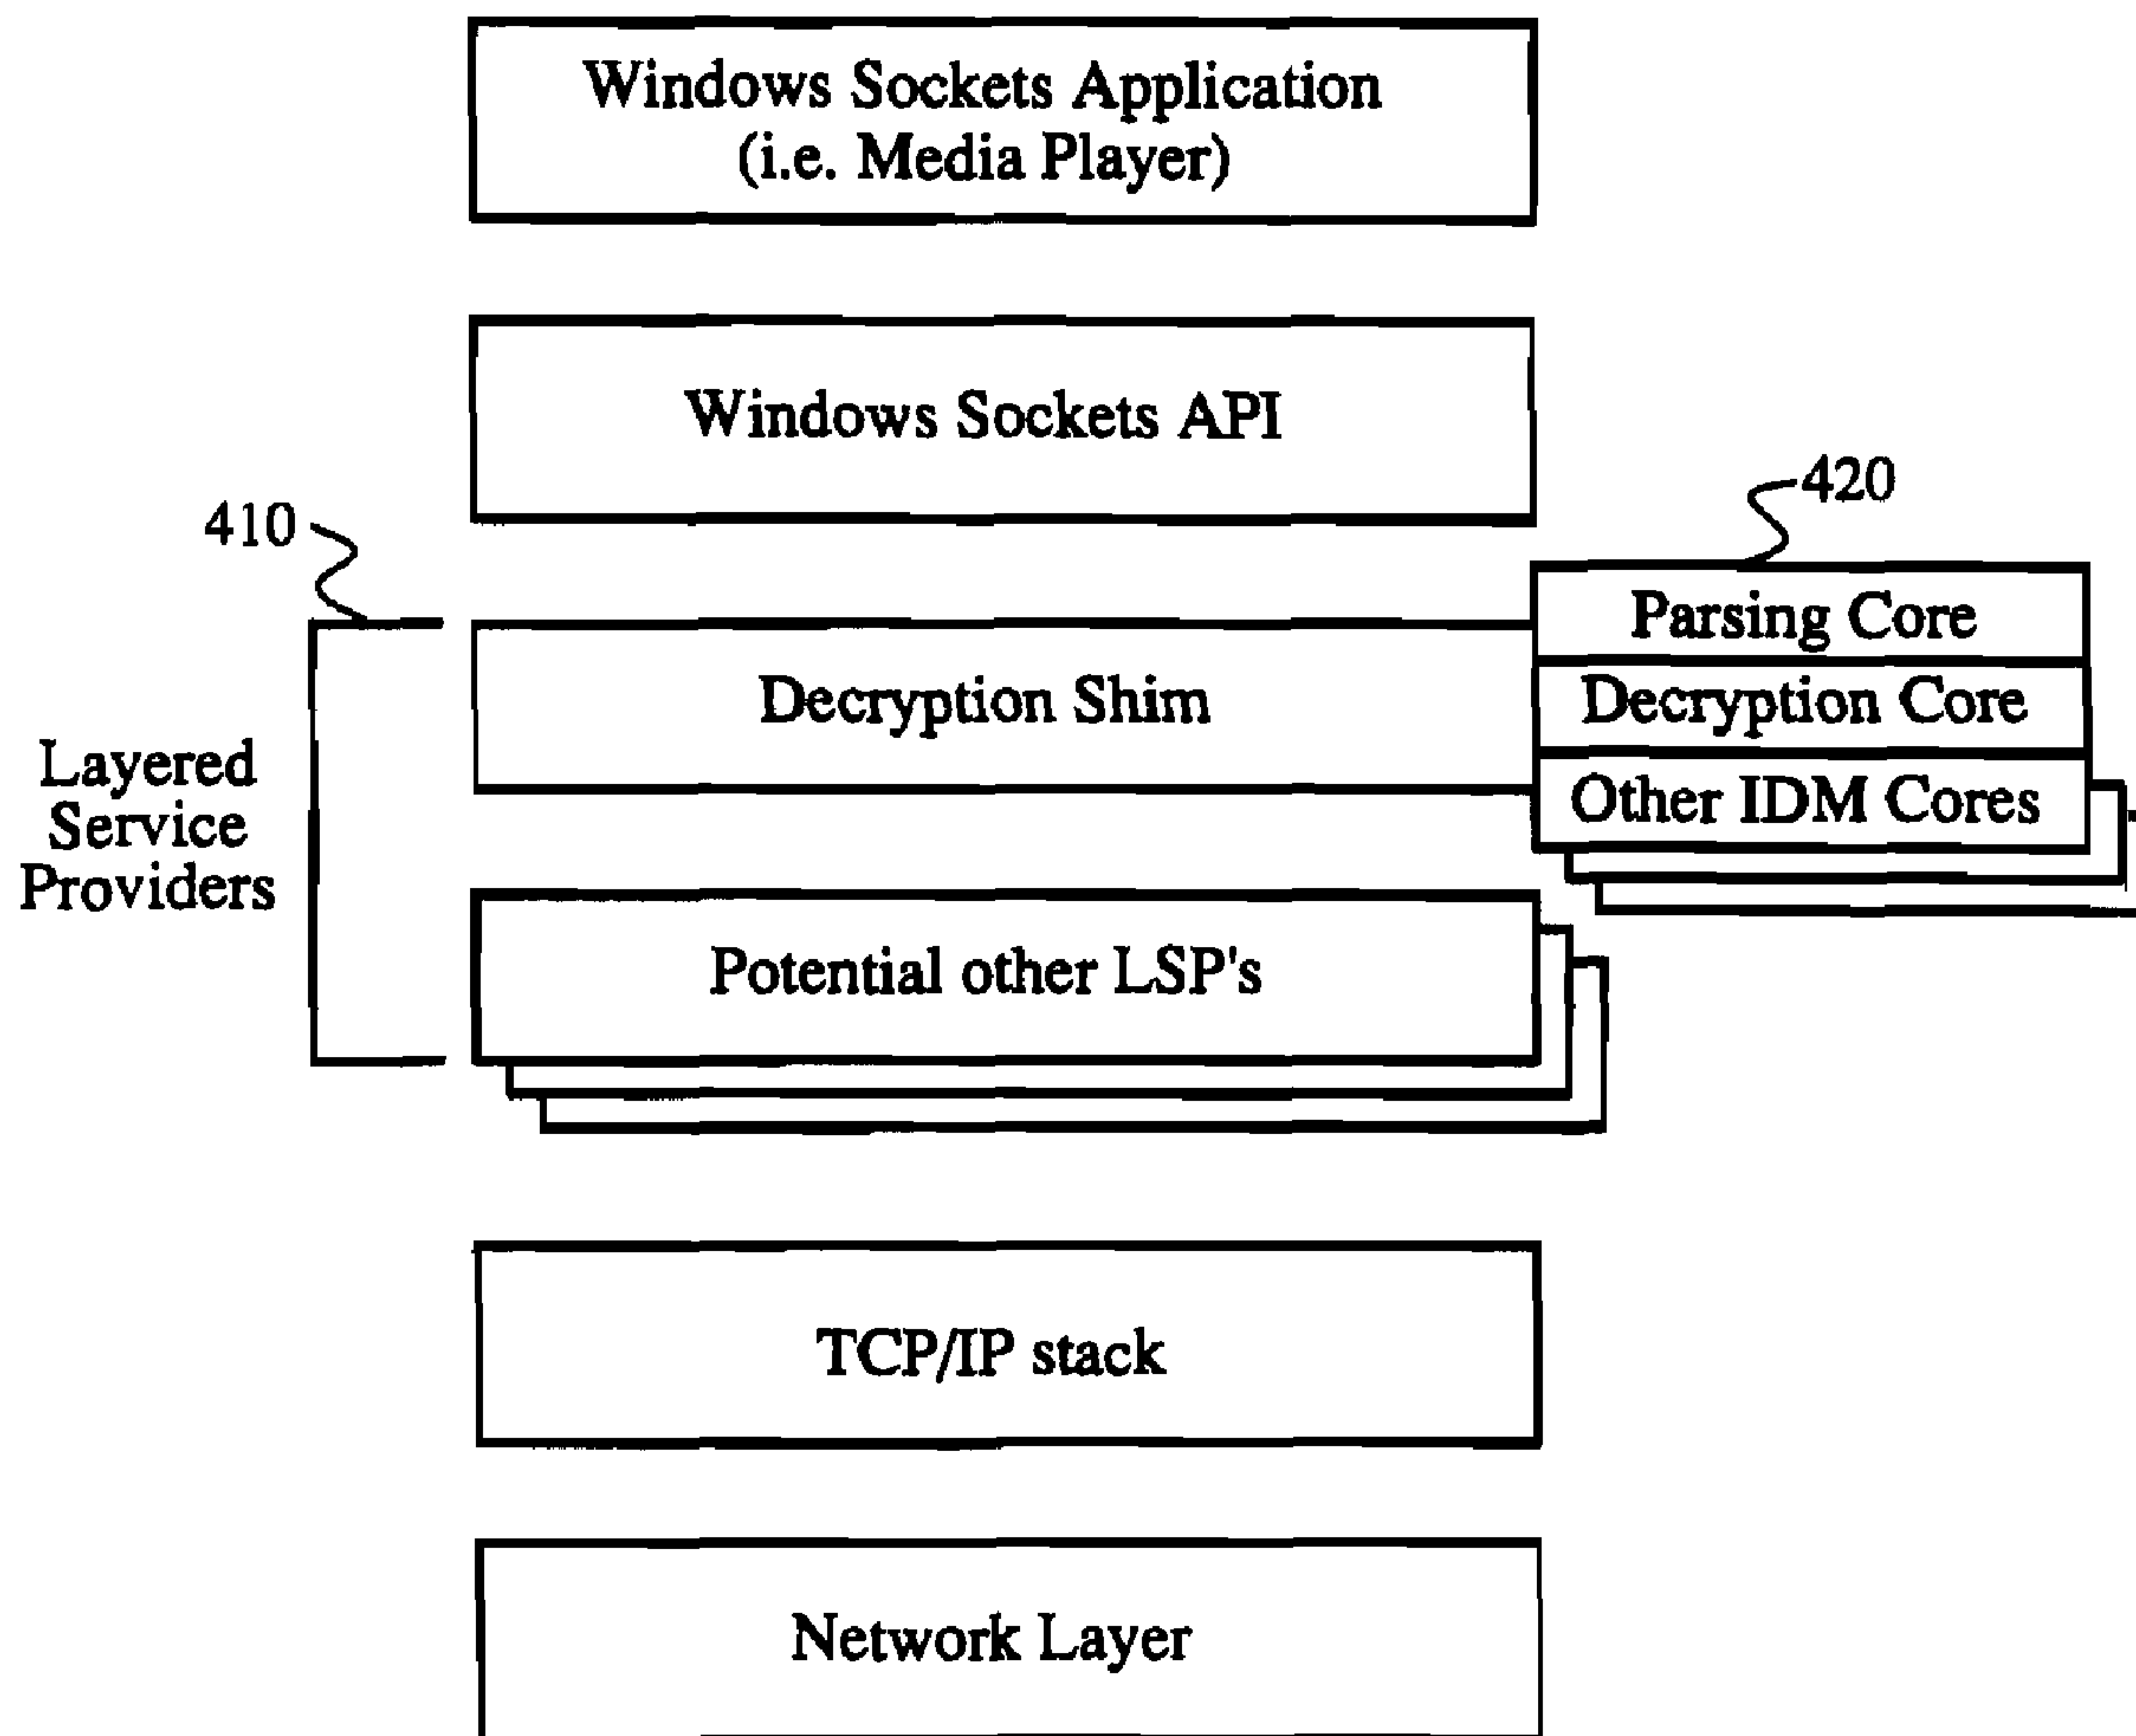 Windows Sockets Application
(i.e. Media Player)
Windows Sockets API
420
410
Parsing Core
Decryption Shim
Decryption Core
Other IDM Cores
Layered
Service
Providers
Potential other LSP's
TCP/IP stack
Network Layer